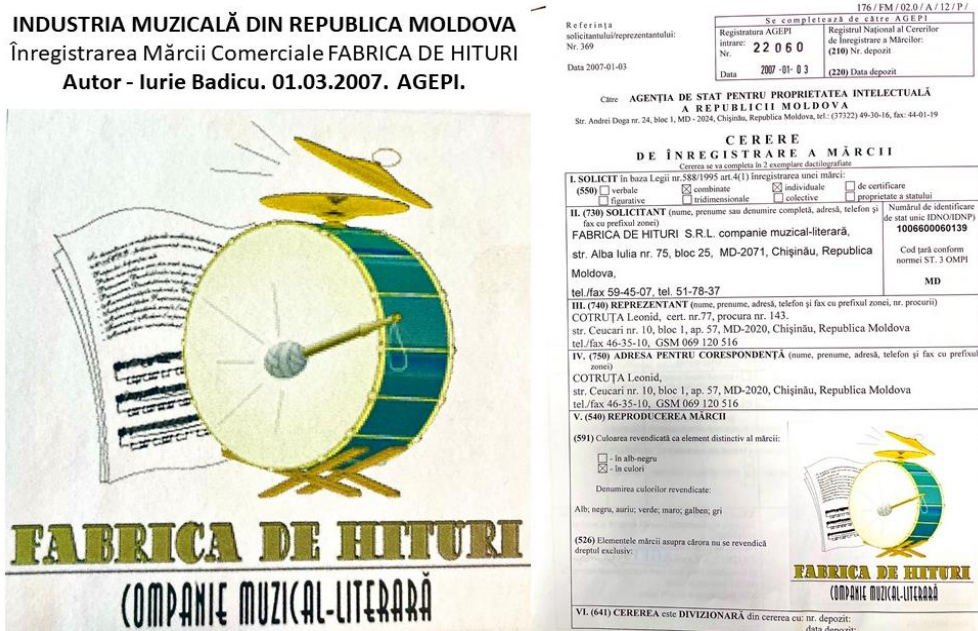 INDUSTRIA MUZICALĂ DIN REPUBLICA MOLDOVA
Înregistrarea Mărcii Comerciale FABRICA DE HITURI
Autor - Iurie Badicu. 01.03.2007. AGEPI.
FABRICA DE HITURI
COMPANIE MUZICAL-LITERARĂ
176 / FM / 02.0 / A / 12 / P /
Referința
solicitantului/reprezentantului:
Nr. 369
Data 2007-01-03
Se completează de către AGEPI
Registratura AGEPI
intrare:
Nr. 22060
Data 2007 -01- 03
Registrul Național al Cererilor
de Înregistrare a Mărcilor:
(210) Nr. depozit
(220) Data depozit
Către AGENȚIA DE STAT PENTRU PROPRIETATEA INTELECTUALĂ
A REPUBLICII MOLDOVA
Str. Andrei Doga nr. 24, bloc 1, MD - 2024, Chișinău, Republica Moldova, tel.: (37322) 49-30-16, fax: 44-01-19
CERERE
DE ÎNREGISTRARE A MĂRCII
Cererea se va completa în 2 exemplare dactilografiate
I. SOLICIT în baza Legii nr.588/1995 art.4(1) înregistrarea unei mărci:
(550) verbale combinate individuale de certificare
figurative tridimensionale colective proprietate a statului
II. (730) SOLICITANT (nume, prenume sau denumire completă, adresă, telefon și
fax cu prefixul zonei)
FABRICA DE HITURI S.R.L. companie muzical-literară,
str. Alba Iulia nr. 75, bloc 25, MD-2071, Chișinău, Republica
Moldova,
tel./fax 59-45-07, tel. 51-78-37
Numărul de identificare
de stat unic IDNO/IDNP)
1006600060139
Cod țară conform
normei ST. 3 OMPI
MD
III. (740) REPREZENTANT (nume, prenume, adresă, telefon și fax cu prefixul zonei, nr. procurii)
COTRUȚA Leonid, cert. nr.77, procura nr. 143.
str. Ceucari nr. 10, bloc 1, ap. 57, MD-2020, Chișinău, Republica Moldova
tel./fax 46-35-10, GSM 069 120 516
IV. (750) ADRESA PENTRU CORESPONDENȚĂ (nume, prenume, adresă, telefon și fax cu prefixul
zonei)
COTRUȚA Leonid,
str. Ceucari nr. 10, bloc 1, ap. 57, MD-2020, Chișinău, Republica Moldova
tel./fax 46-35-10, GSM 069 120 516
V. (540) REPRODUCEREA MĂRCII
(591) Culoarea revendicată ca element distinctiv al mărcii:
- în alb-negru
- în culori
Denumirea culorilor revendicate:
Alb; negru, auriu; verde; maro; galben; gri
(526) Elementele mărcii asupra cărora nu se revendică
dreptul exclusiv:
FABRICA DE HITURI
COMPANIE MUZICAL-LITERARĂ
VI. (641) CEREREA este DIVIZIONARĂ din cererea cu: nr. depozit:
data depozit: